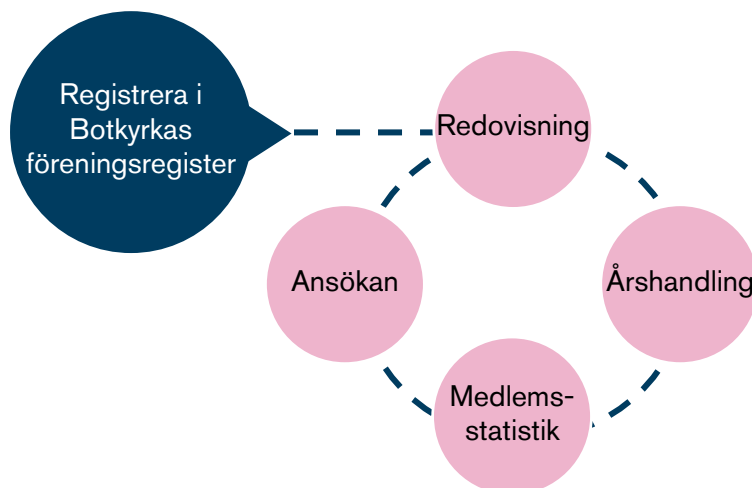 Registrera i
Botkyrkas
föreningsregister
Redovisning
Ansökan
Årshandling
Medlems-
statistik